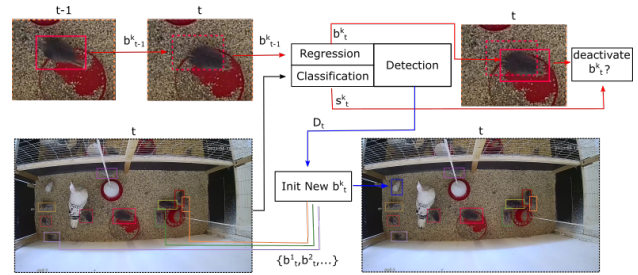 t-1
t
t
b^k_{t-1}
b^k_{t-1}
b^k_t
Regression
Classification
Detection
deactivate
b^k_t?
s^k_t
t
D_t
t
Init New b^k_t
{b^1_t,b^2_t,...}